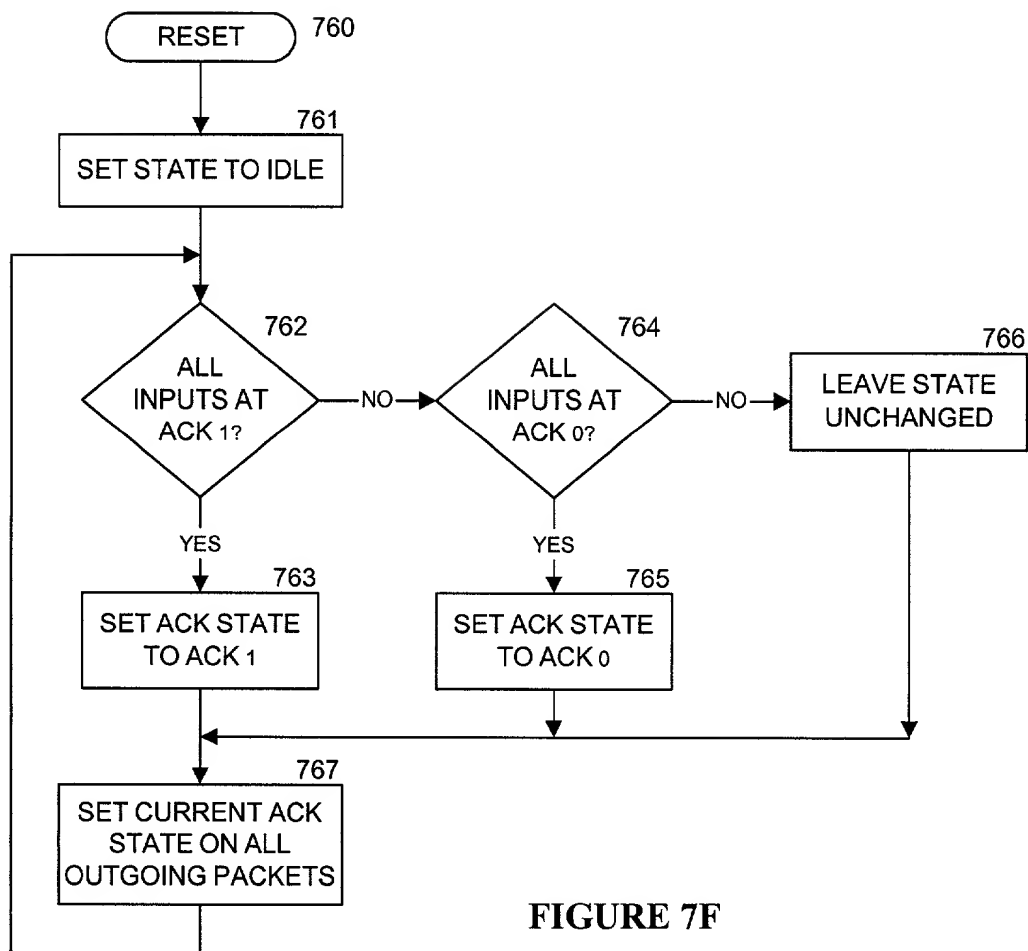 RESET
760
761
SET STATE TO IDLE
762
ALL
INPUTS AT
ACK 1?
NO
764
ALL
INPUTS AT
ACK 0?
NO
766
LEAVE STATE
UNCHANGED
YES
YES
763
SET ACK STATE
TO ACK 1
765
SET ACK STATE
TO ACK 0
767
SET CURRENT ACK
STATE ON ALL
OUTGOING PACKETS
FIGURE 7F